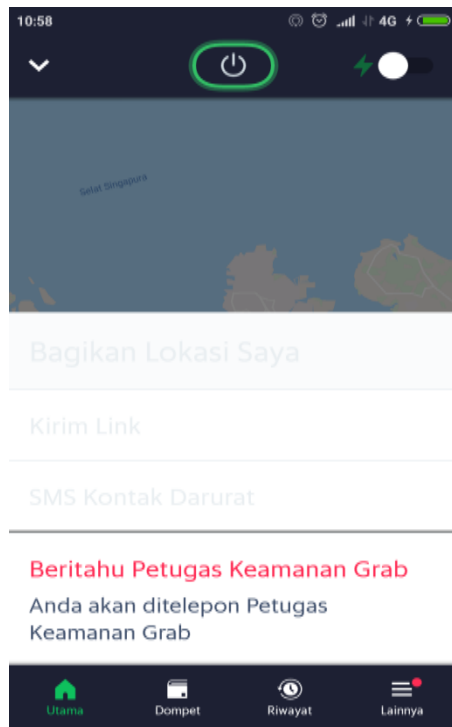 10:58
4G
Selat Singapura
Bagikan Lokasi Saya
Kirim Link
SMS Kontak Darurat
Beritahu Petugas Keamanan Grab
Anda akan ditelepon Petugas
Keamanan Grab
Utama
Dompet
Riwayat
Lainnya